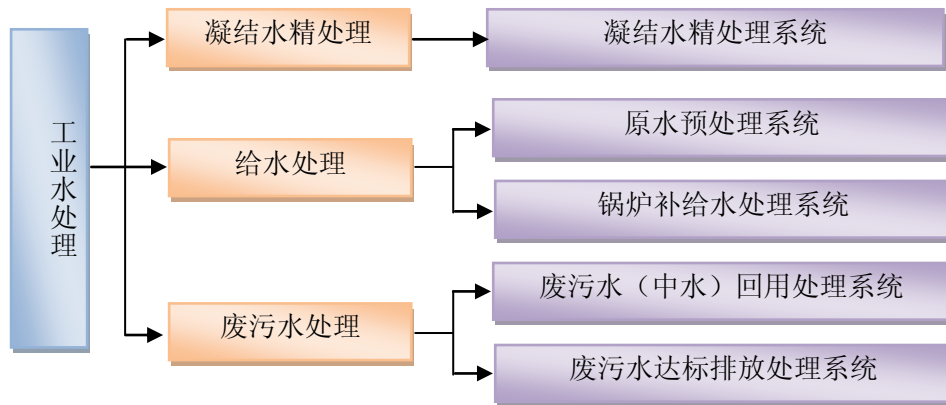 工业水处理
凝结水精处理
凝结水精处理系统
给水处理
原水预处理系统
锅炉补给水处理系统
废污水处理
废污水（中水）回用处理系统
废污水达标排放处理系统